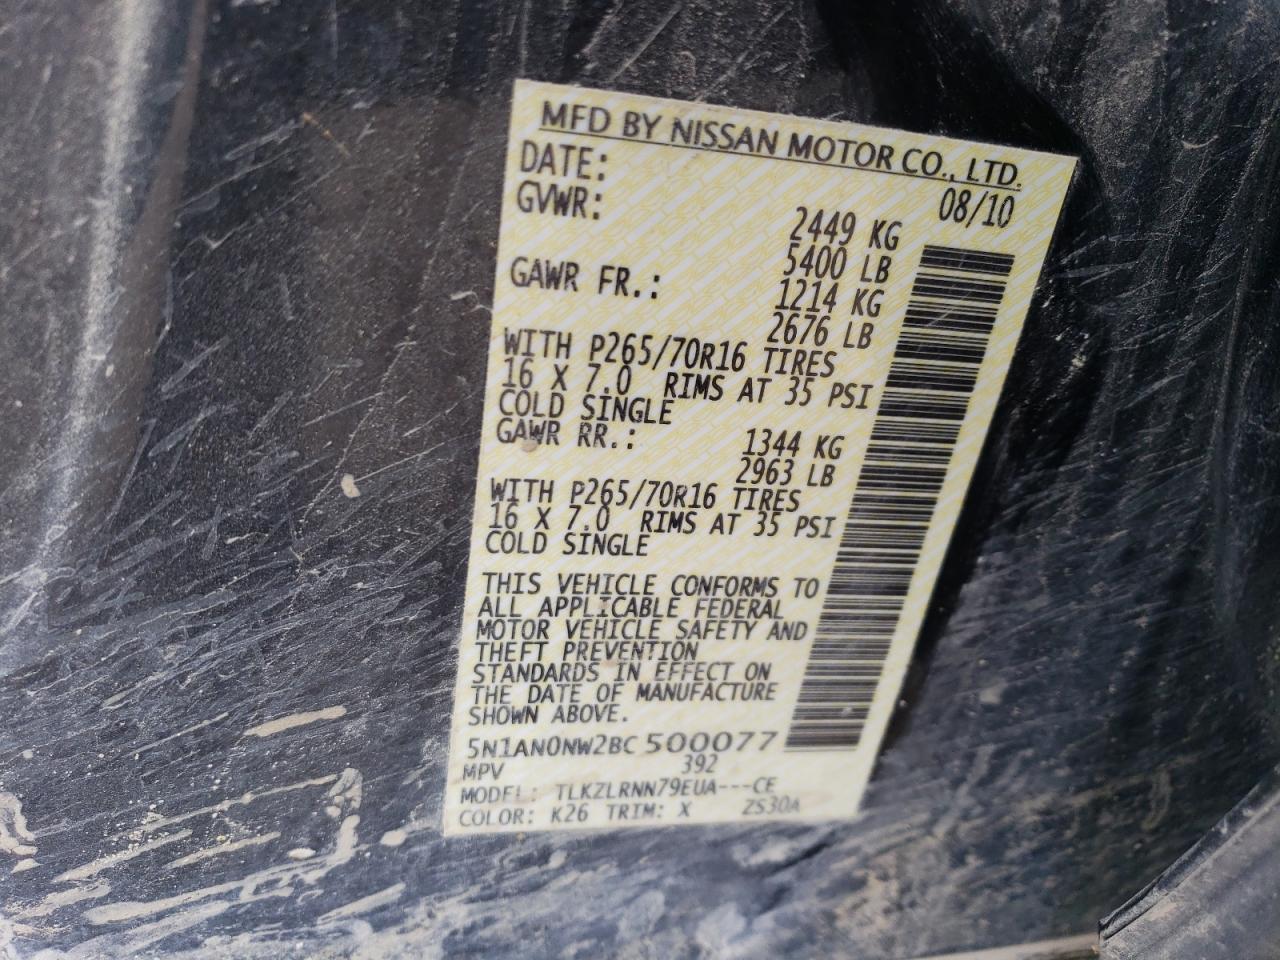 MFD BY NISSAN MOTOR CO., LTD.
DATE: 08/10
GVWR: 2449 KG
5400 LB
GAWR FR.: 1214 KG
2676 LB
WITH P265/70R16 TIRES
16 X 7.0 RIMS AT 35 PSI
COLD SINGLE
GAWR RR.: 1344 KG
2963 LB
WITH P265/70R16 TIRES
16 X 7.0 RIMS AT 35 PSI
COLD SINGLE
THIS VEHICLE CONFORMS TO
ALL APPLICABLE FEDERAL
MOTOR VEHICLE SAFETY AND
THEFT PREVENTION
STANDARDS IN EFFECT ON
THE DATE OF MANUFACTURE
SHOWN ABOVE.
5N1AN0NW2BC500077
MPV 392
MODEL: TLKZLRNN79EUA---CE
COLOR: K26 TRIM: X ZS30A